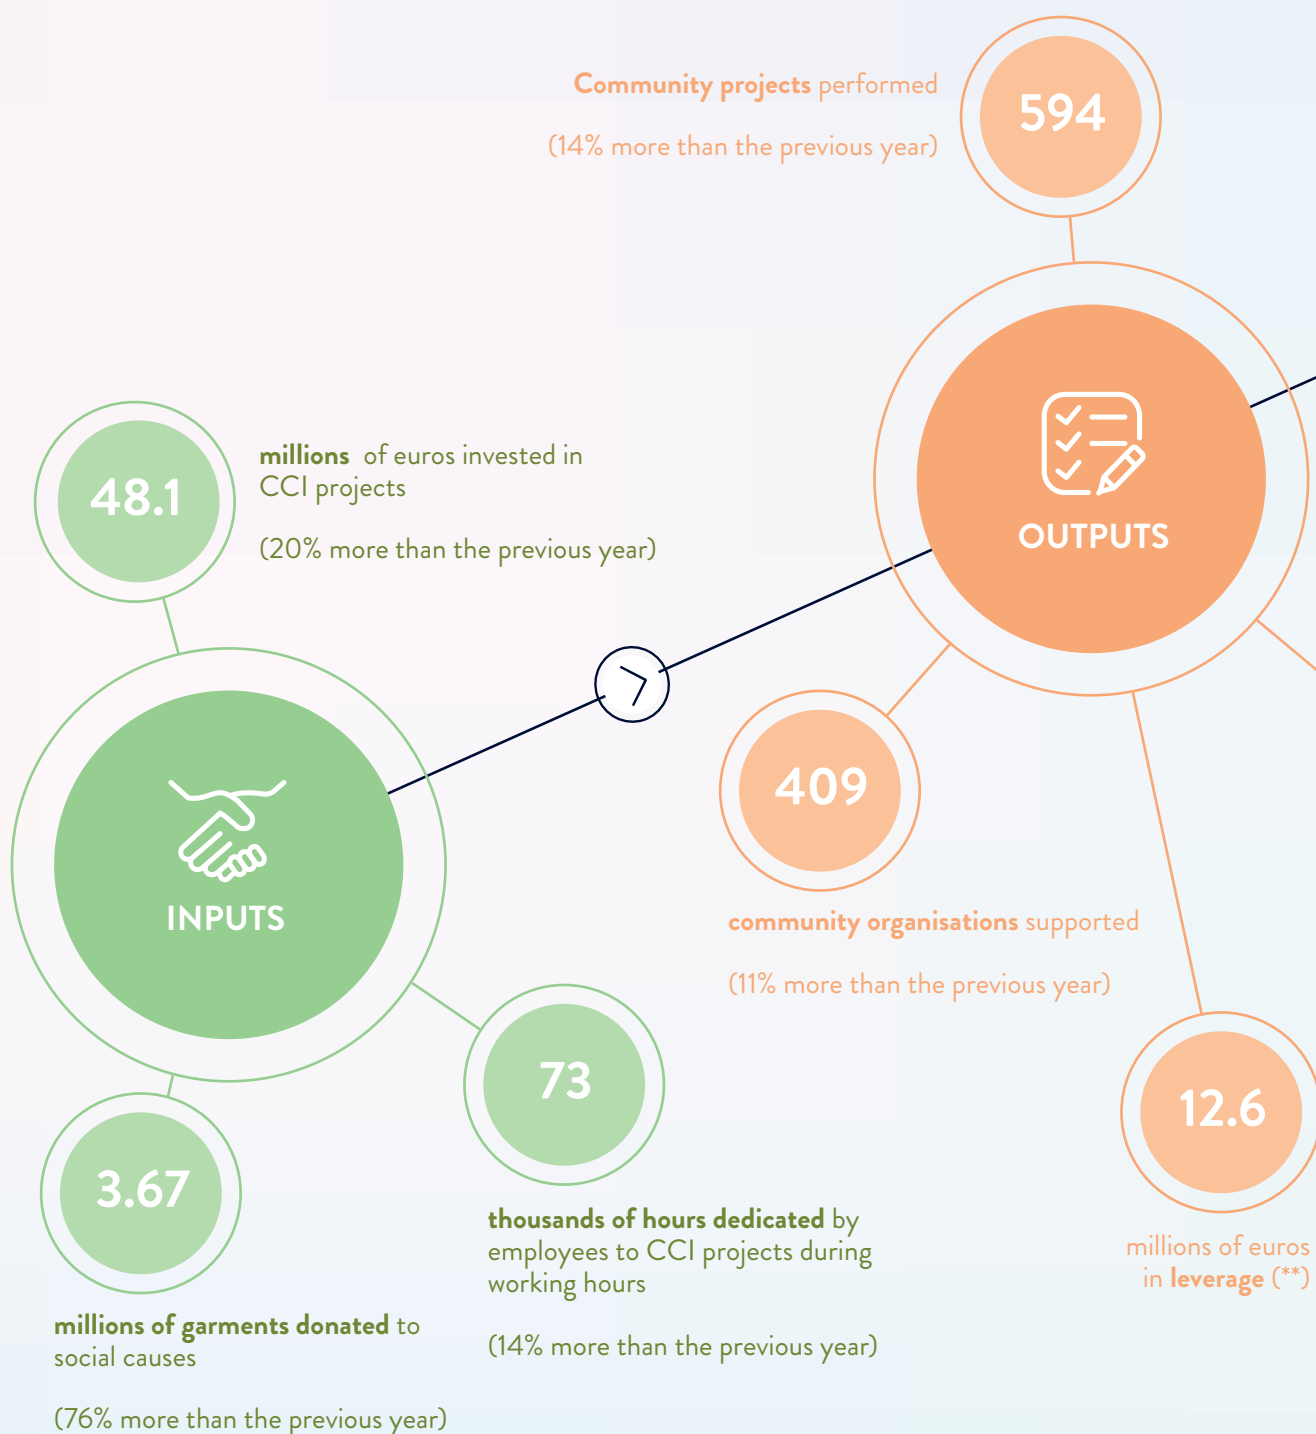 Community projects performed
(14% more than the previous year)
594
OUTPUTS
48.1
millions of euros invested in
CCI projects
(20% more than the previous year)
INPUTS
409
community organisations supported
(11% more than the previous year)
73
thousands of hours dedicated by
employees to CCI projects during
working hours
(14% more than the previous year)
3.67
millions of garments donated to
social causes
(76% more than the previous year)
12.6
millions of euros
in leverage (**)